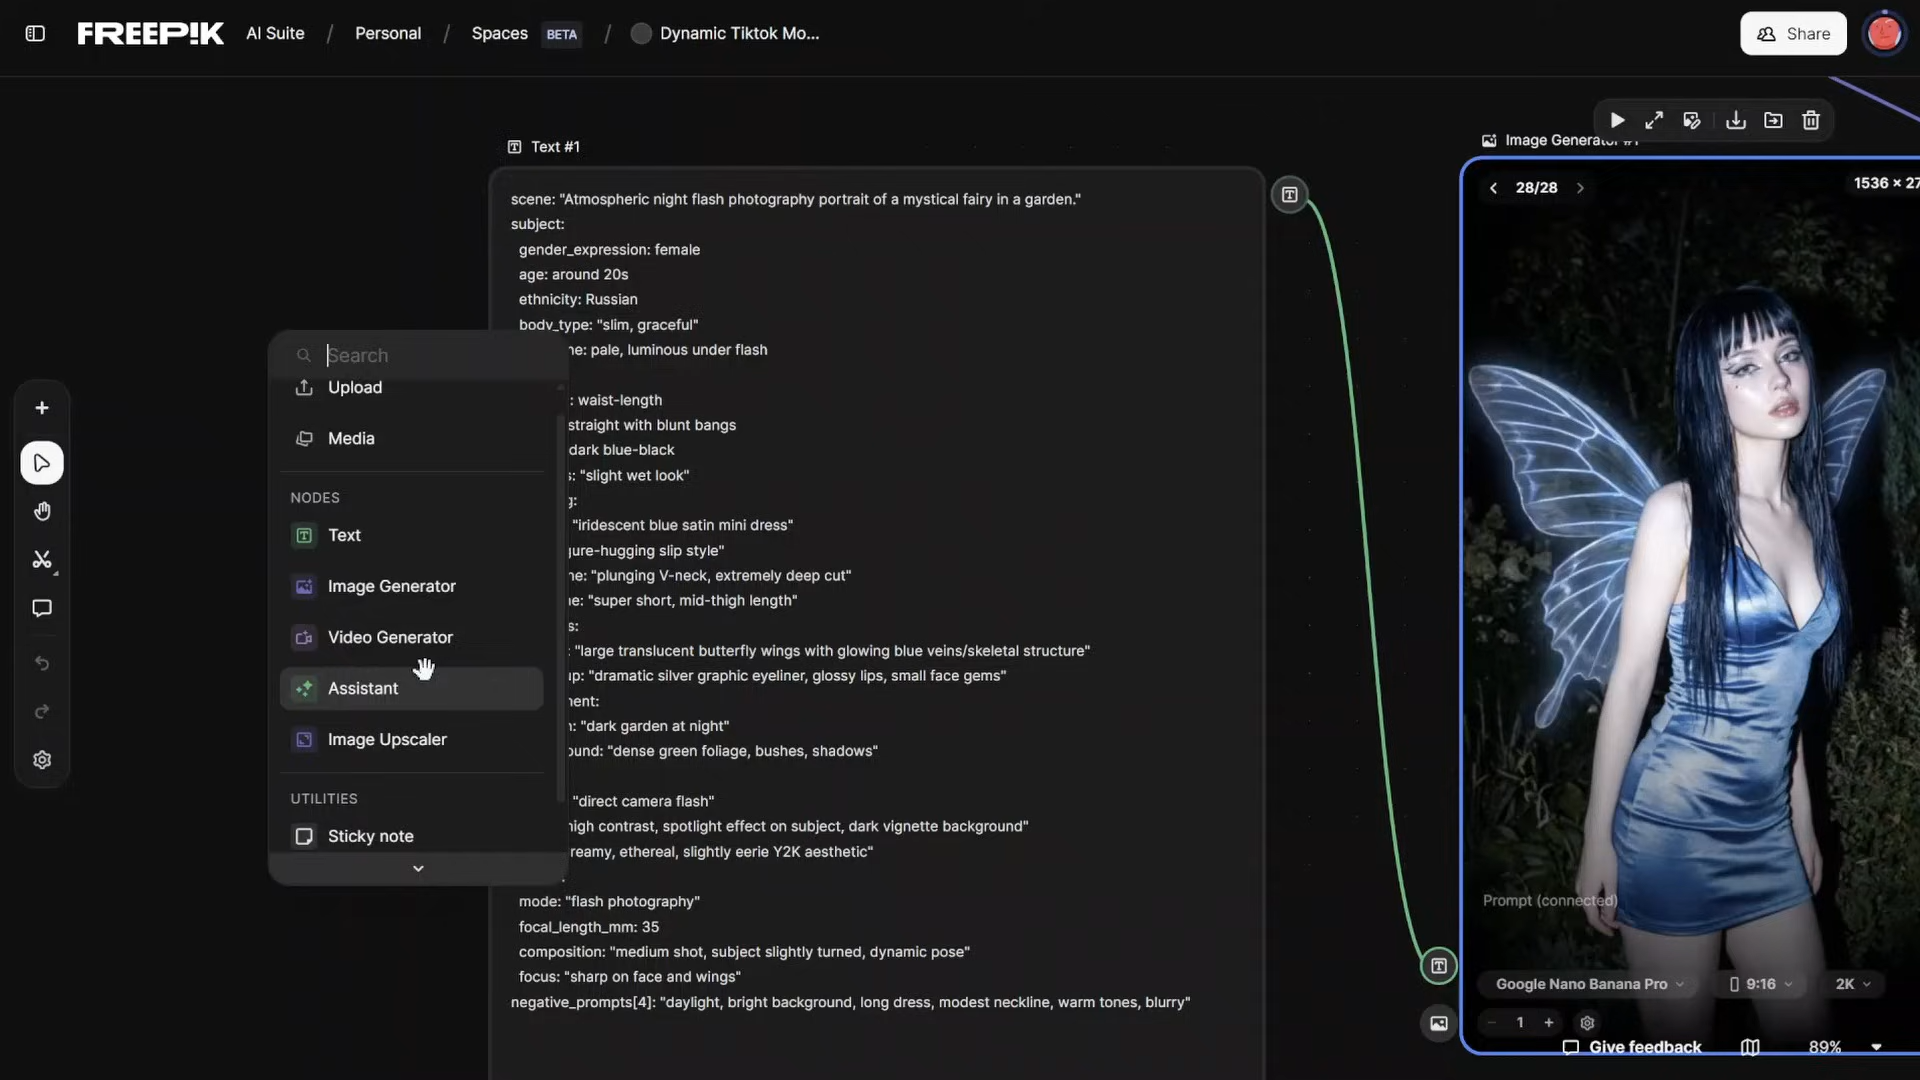 FREEPIK AI Suite / Personal / Spaces BETA / Dynamic Tiktok Mo...
Share
Text #1
scene: "Atmospheric night flash photography portrait of a mystical fairy in a garden."
subject:
gender_expression: female
age: around 20s
ethnicity: Russian
body_type: "slim, graceful"
ne: pale, luminous under flash
: waist-length
straight with blunt bangs
dark blue-black
s: "slight wet look"
g:
"iridescent blue satin mini dress"
gure-hugging slip style"
ne: "plunging V-neck, extremely deep cut"
ne: "super short, mid-thigh length"
s:
: "large translucent butterfly wings with glowing blue veins/skeletal structure"
up: "dramatic silver graphic eyeliner, glossy lips, small face gems"
ment:
n: "dark garden at night"
ound: "dense green foliage, bushes, shadows"
"direct camera flash"
high contrast, spotlight effect on subject, dark vignette background"
reamy, ethereal, slightly eerie Y2K aesthetic"
mode: "flash photography"
focal_length_mm: 35
composition: "medium shot, subject slightly turned, dynamic pose"
focus: "sharp on face and wings"
negative_prompts[4]: "daylight, bright background, long dress, modest neckline, warm tones, blurry"
Search
Upload
Media
NODES
Text
Image Generator
Video Generator
Assistant
Image Upscaler
UTILITIES
Sticky note
Image Generator #1
28/28
1536 × 27
Prompt (connected)
Google Nano Banana Pro
9:16
2K
1
Give feedback
89%